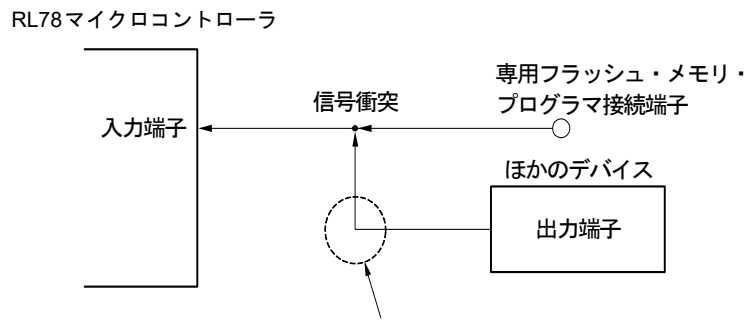 RL78マイクロコントローラ
専用フラッシュ・メモリ・
プログラマ接続端子
信号衝突
入力端子
ほかのデバイス
出力端子